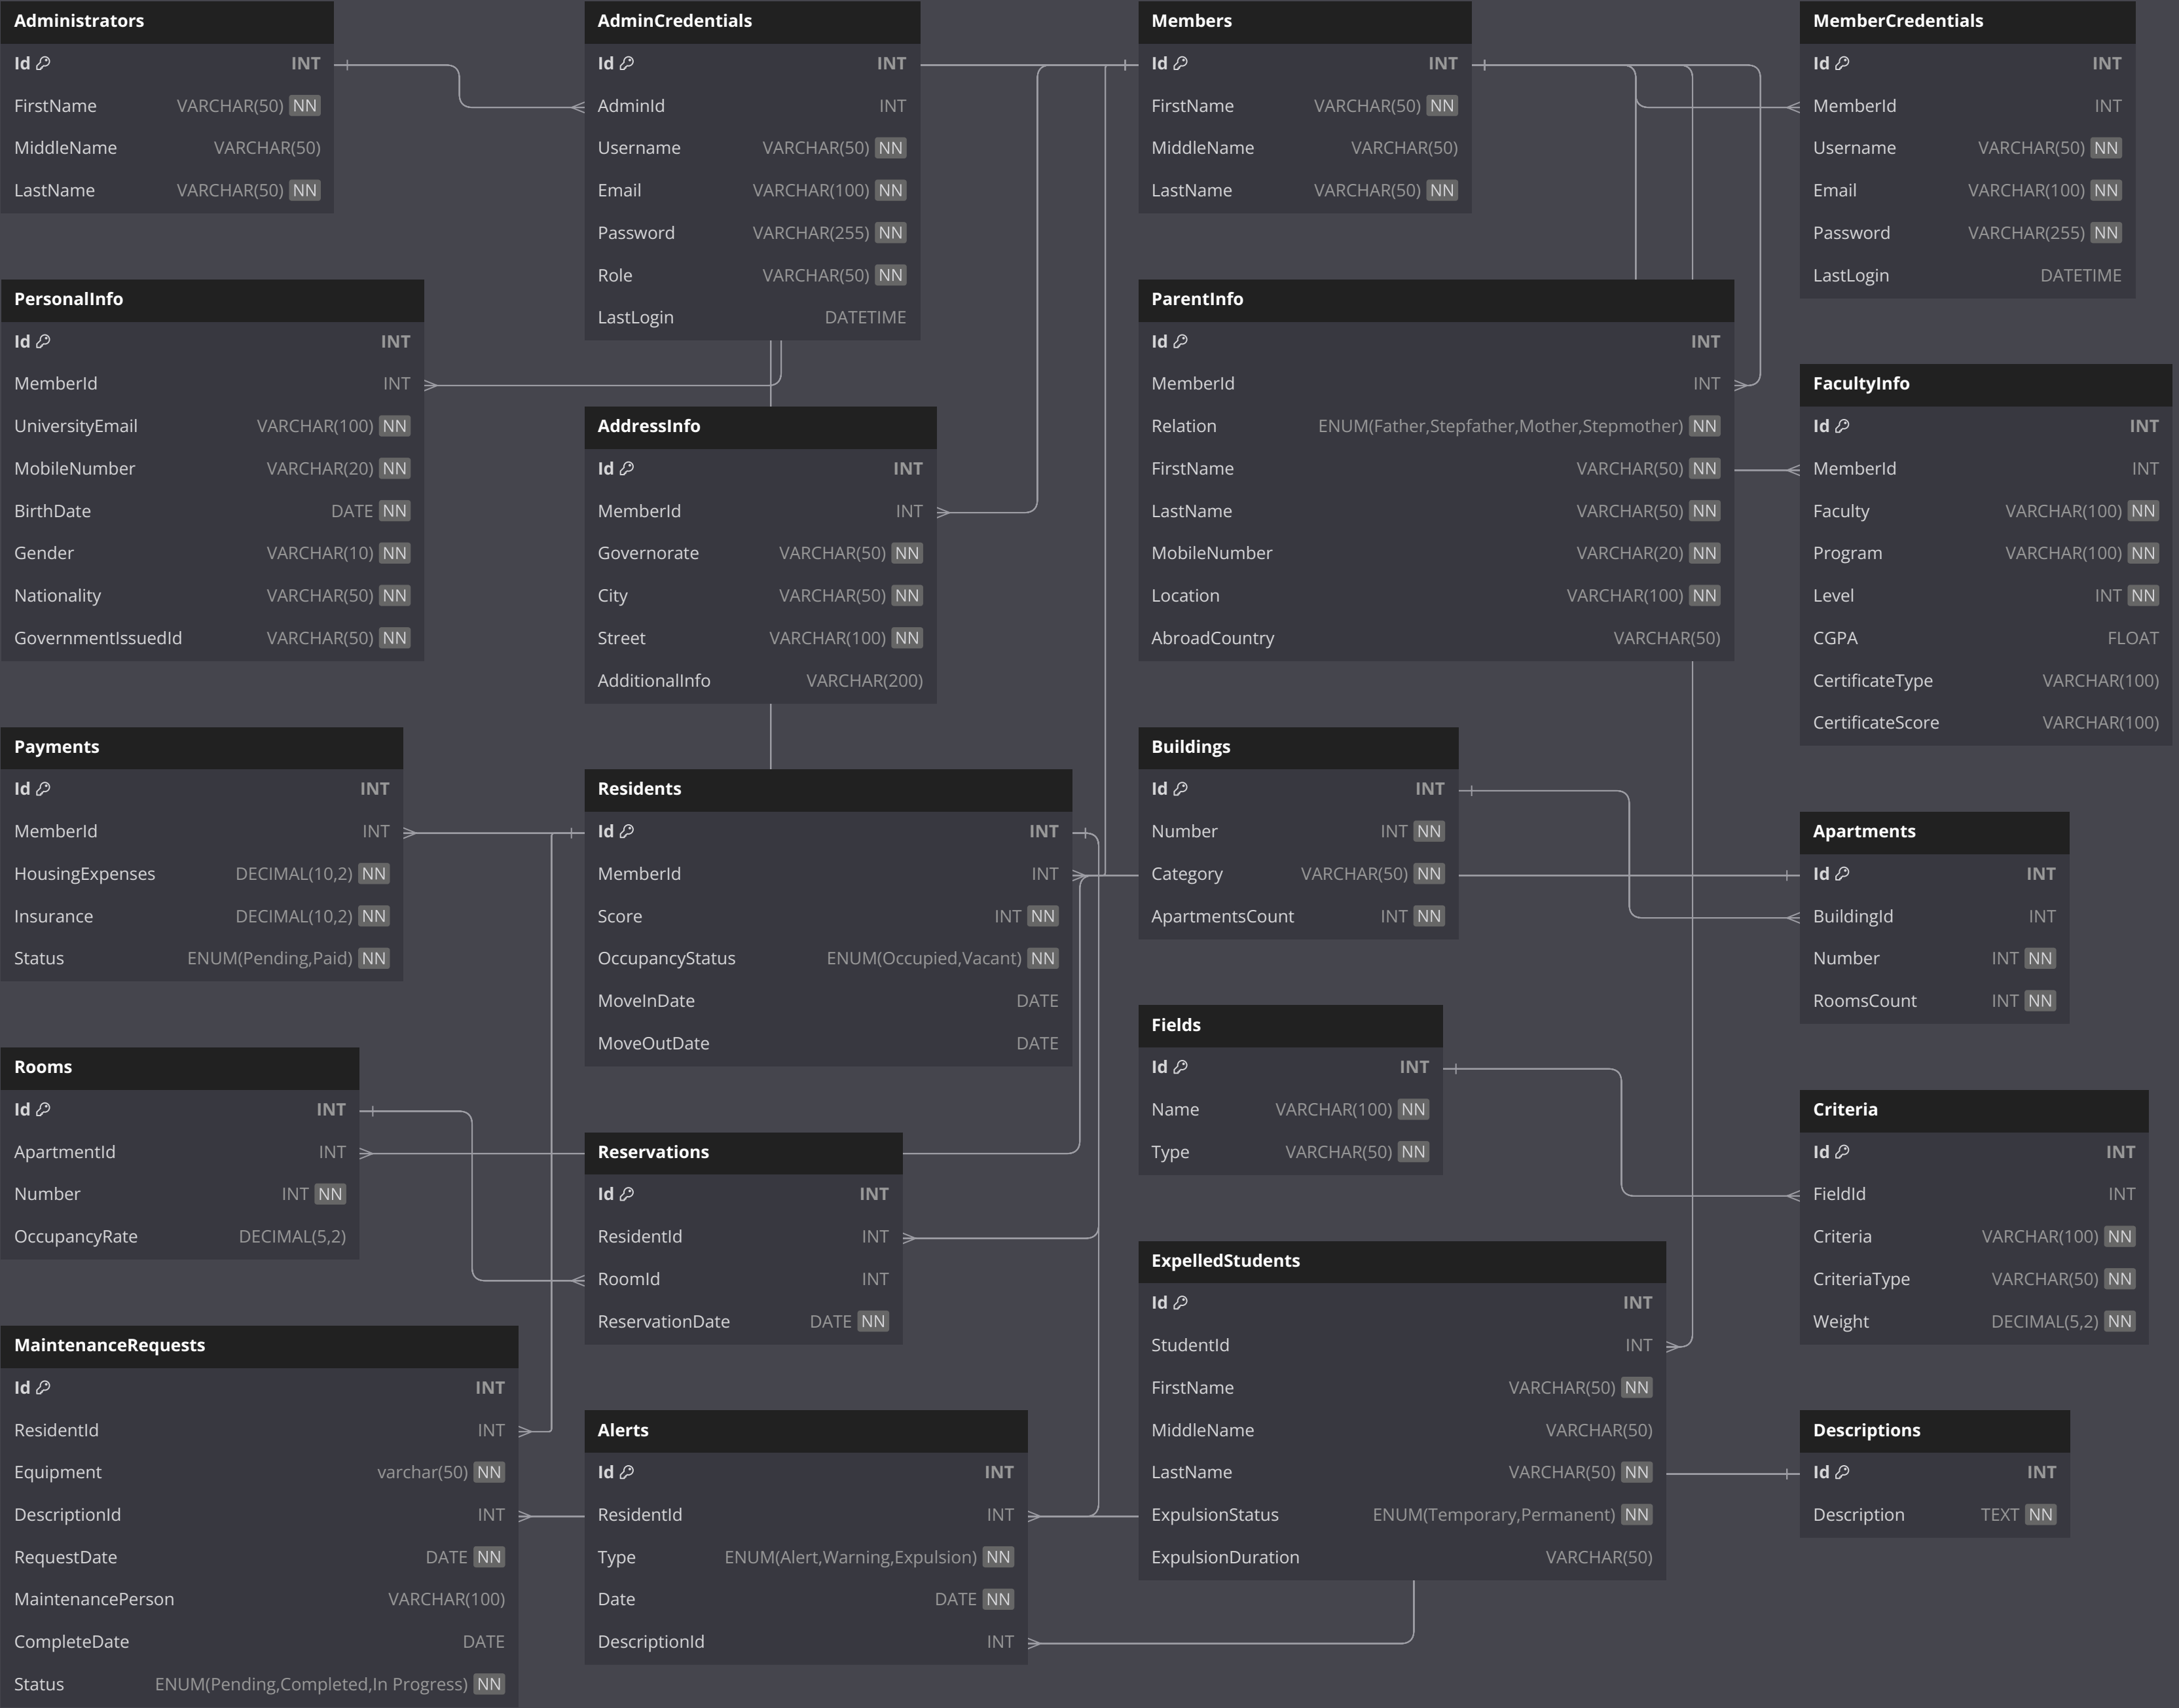 Administrators
Id INT
FirstName VARCHAR(50) NN
MiddleName VARCHAR(50)
LastName VARCHAR(50) NN
AdminCredentials
Id INT
AdminId INT
Username VARCHAR(50) NN
Email VARCHAR(100) NN
Password VARCHAR(255) NN
Role VARCHAR(50) NN
LastLogin DATETIME
Members
Id INT
FirstName VARCHAR(50) NN
MiddleName VARCHAR(50)
LastName VARCHAR(50) NN
MemberCredentials
Id INT
MemberId INT
Username VARCHAR(50) NN
Email VARCHAR(100) NN
Password VARCHAR(255) NN
LastLogin DATETIME
PersonalInfo
Id INT
MemberId INT
UniversityEmail VARCHAR(100) NN
MobileNumber VARCHAR(20) NN
BirthDate DATE NN
Gender VARCHAR(10) NN
Nationality VARCHAR(50) NN
GovernmentIssuedId VARCHAR(50) NN
AddressInfo
Id INT
MemberId INT
Governorate VARCHAR(50) NN
City VARCHAR(50) NN
Street VARCHAR(100) NN
AdditionalInfo VARCHAR(200)
ParentInfo
Id INT
MemberId INT
Relation ENUM(Father,Stepfather,Mother,Stepmother) NN
FirstName VARCHAR(50) NN
LastName VARCHAR(50) NN
MobileNumber VARCHAR(20) NN
Location VARCHAR(100) NN
AbroadCountry VARCHAR(50)
FacultyInfo
Id INT
MemberId INT
Faculty VARCHAR(100) NN
Program VARCHAR(100) NN
Level INT NN
CGPA FLOAT
CertificateType VARCHAR(100)
CertificateScore VARCHAR(100)
Payments
Id INT
MemberId INT
HousingExpenses DECIMAL(10,2) NN
Insurance DECIMAL(10,2) NN
Status ENUM(Pending,Paid) NN
Residents
Id INT
MemberId INT
Score INT NN
OccupancyStatus ENUM(Occupied,Vacant) NN
MoveInDate DATE
MoveOutDate DATE
Buildings
Id INT
Number INT NN
Category VARCHAR(50) NN
ApartmentsCount INT NN
Apartments
Id INT
BuildingId INT
Number INT NN
RoomsCount INT NN
Rooms
Id INT
ApartmentId INT
Number INT NN
OccupancyRate DECIMAL(5,2)
Reservations
Id INT
ResidentId INT
RoomId INT
ReservationDate DATE NN
Fields
Id INT
Name VARCHAR(100) NN
Type VARCHAR(50) NN
Criteria
Id INT
FieldId INT
Criteria VARCHAR(100) NN
CriteriaType VARCHAR(50) NN
Weight DECIMAL(5,2) NN
MaintenanceRequests
Id INT
ResidentId INT
Equipment varchar(50) NN
DescriptionId INT
RequestDate DATE NN
MaintenancePerson VARCHAR(100)
CompleteDate DATE
Status ENUM(Pending,Completed,In Progress) NN
Alerts
Id INT
ResidentId INT
Type ENUM(Alert,Warning,Expulsion) NN
Date DATE NN
DescriptionId INT
ExpelledStudents
Id INT
StudentId INT
FirstName VARCHAR(50) NN
MiddleName VARCHAR(50)
LastName VARCHAR(50) NN
ExpulsionStatus ENUM(Temporary,Permanent) NN
ExpulsionDuration VARCHAR(50)
Descriptions
Id INT
Description TEXT NN